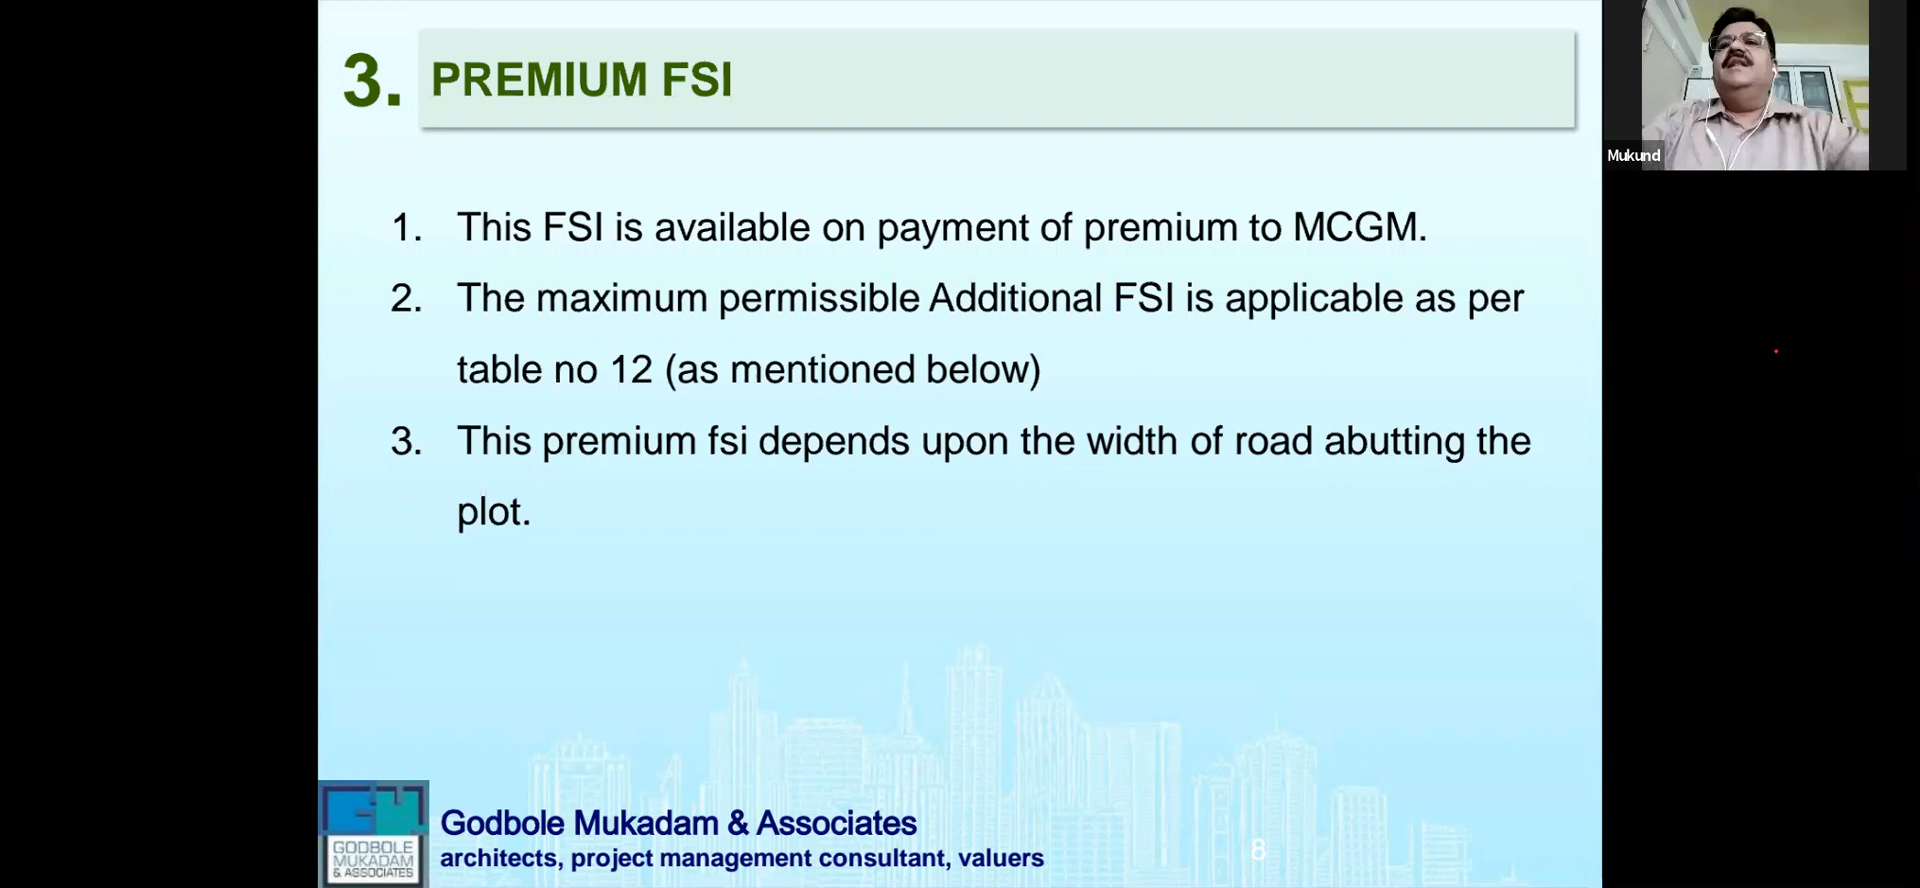 3. PREMIUM FSI
Mukund
1. This FSI is available on payment of premium to MCGM.
2. The maximum permissible Additional FSI is applicable as per
table no 12 (as mentioned below)
3. This premium fsi depends upon the width of road abutting the
plot.
GODBOLE
MUKADAM
& ASSOCIATES
Godbole Mukadam & Associates
architects, project management consultant, valuers
8